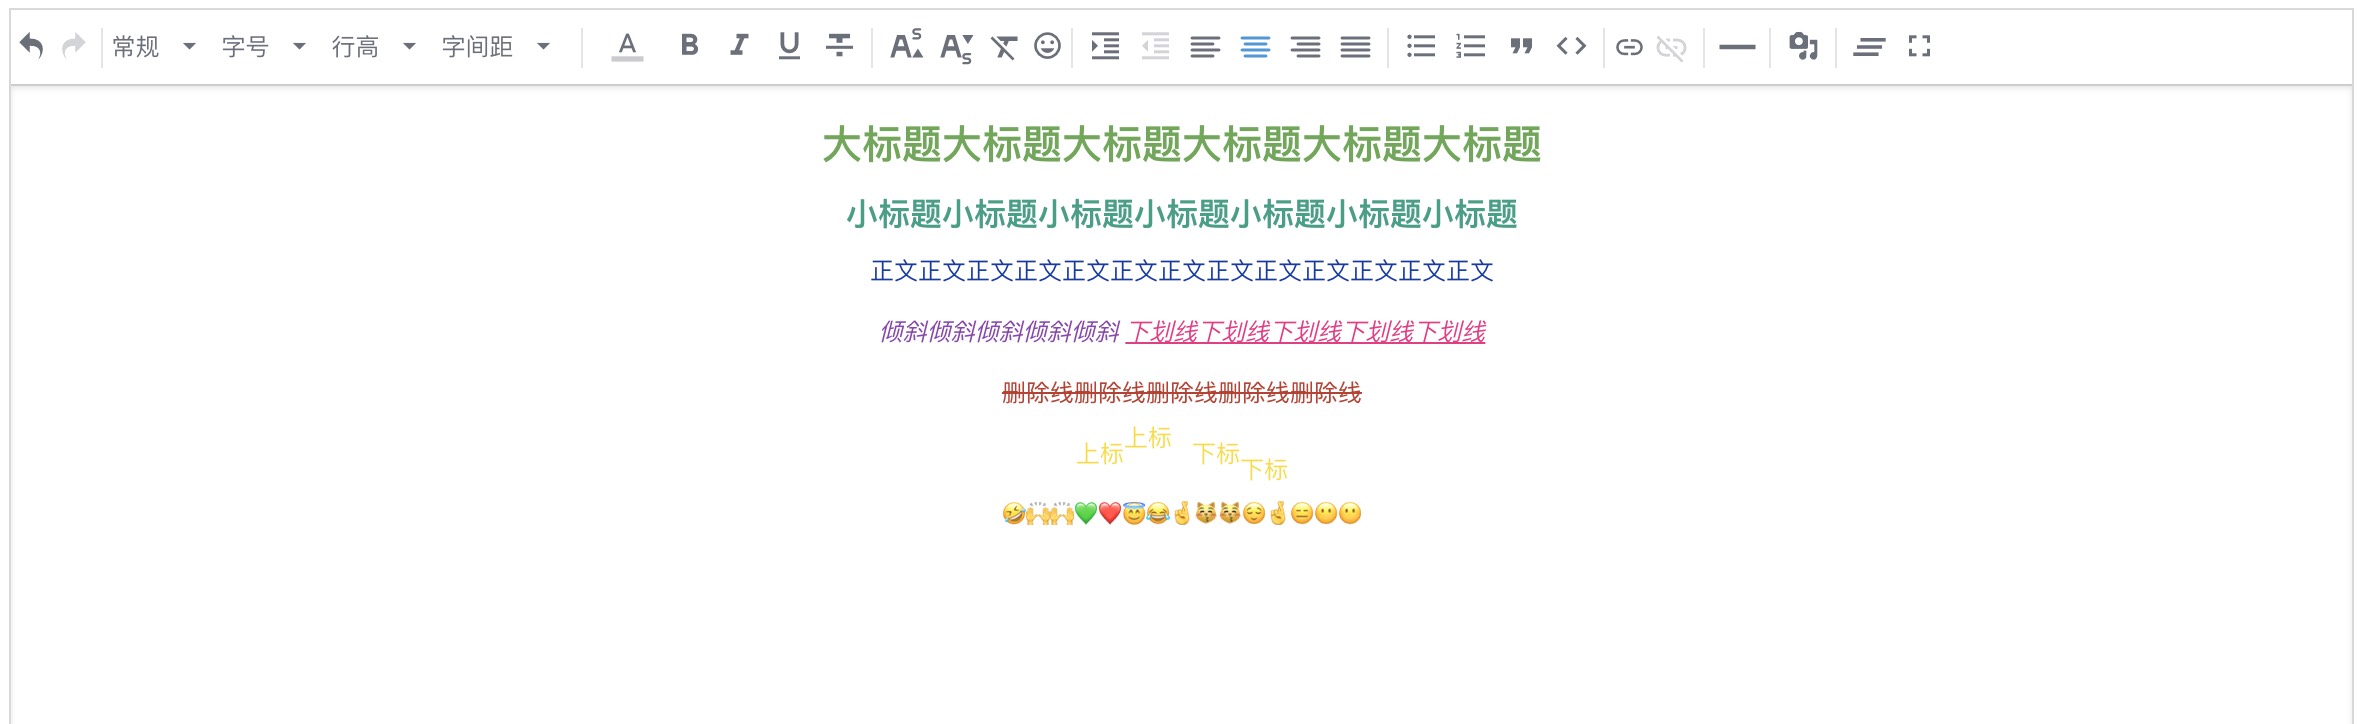 常规 字号 行高 字间距 A B I U S A S A S T
大标题大标题大标题大标题大标题大标题
小标题小标题小标题小标题小标题小标题小标题
正文正文正文正文正文正文正文正文正文正文正文正文正文
倾斜倾斜倾斜倾斜倾斜 下划线下划线下划线下划线下划线
删除线删除线删除线删除线删除线
上标上标 下标下标
🤣🙌🙌💚❤️😇😂🤞😽😽😌🤞😑😶😶